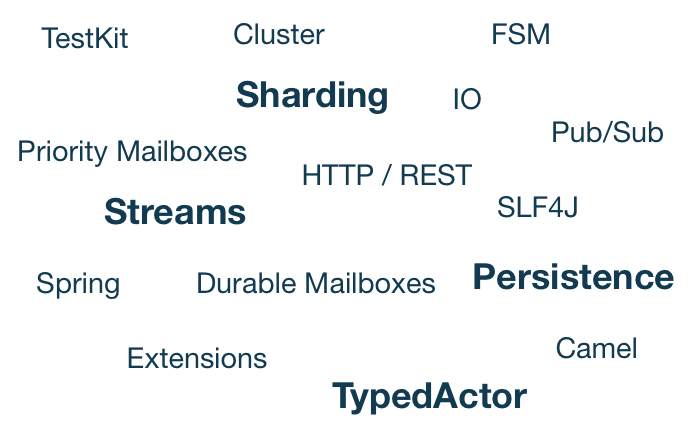 TestKit
Cluster
FSM
Sharding
IO
Pub/Sub
Priority Mailboxes
HTTP / REST
Streams
SLF4J
Spring
Durable Mailboxes
Persistence
Extensions
Camel
TypedActor